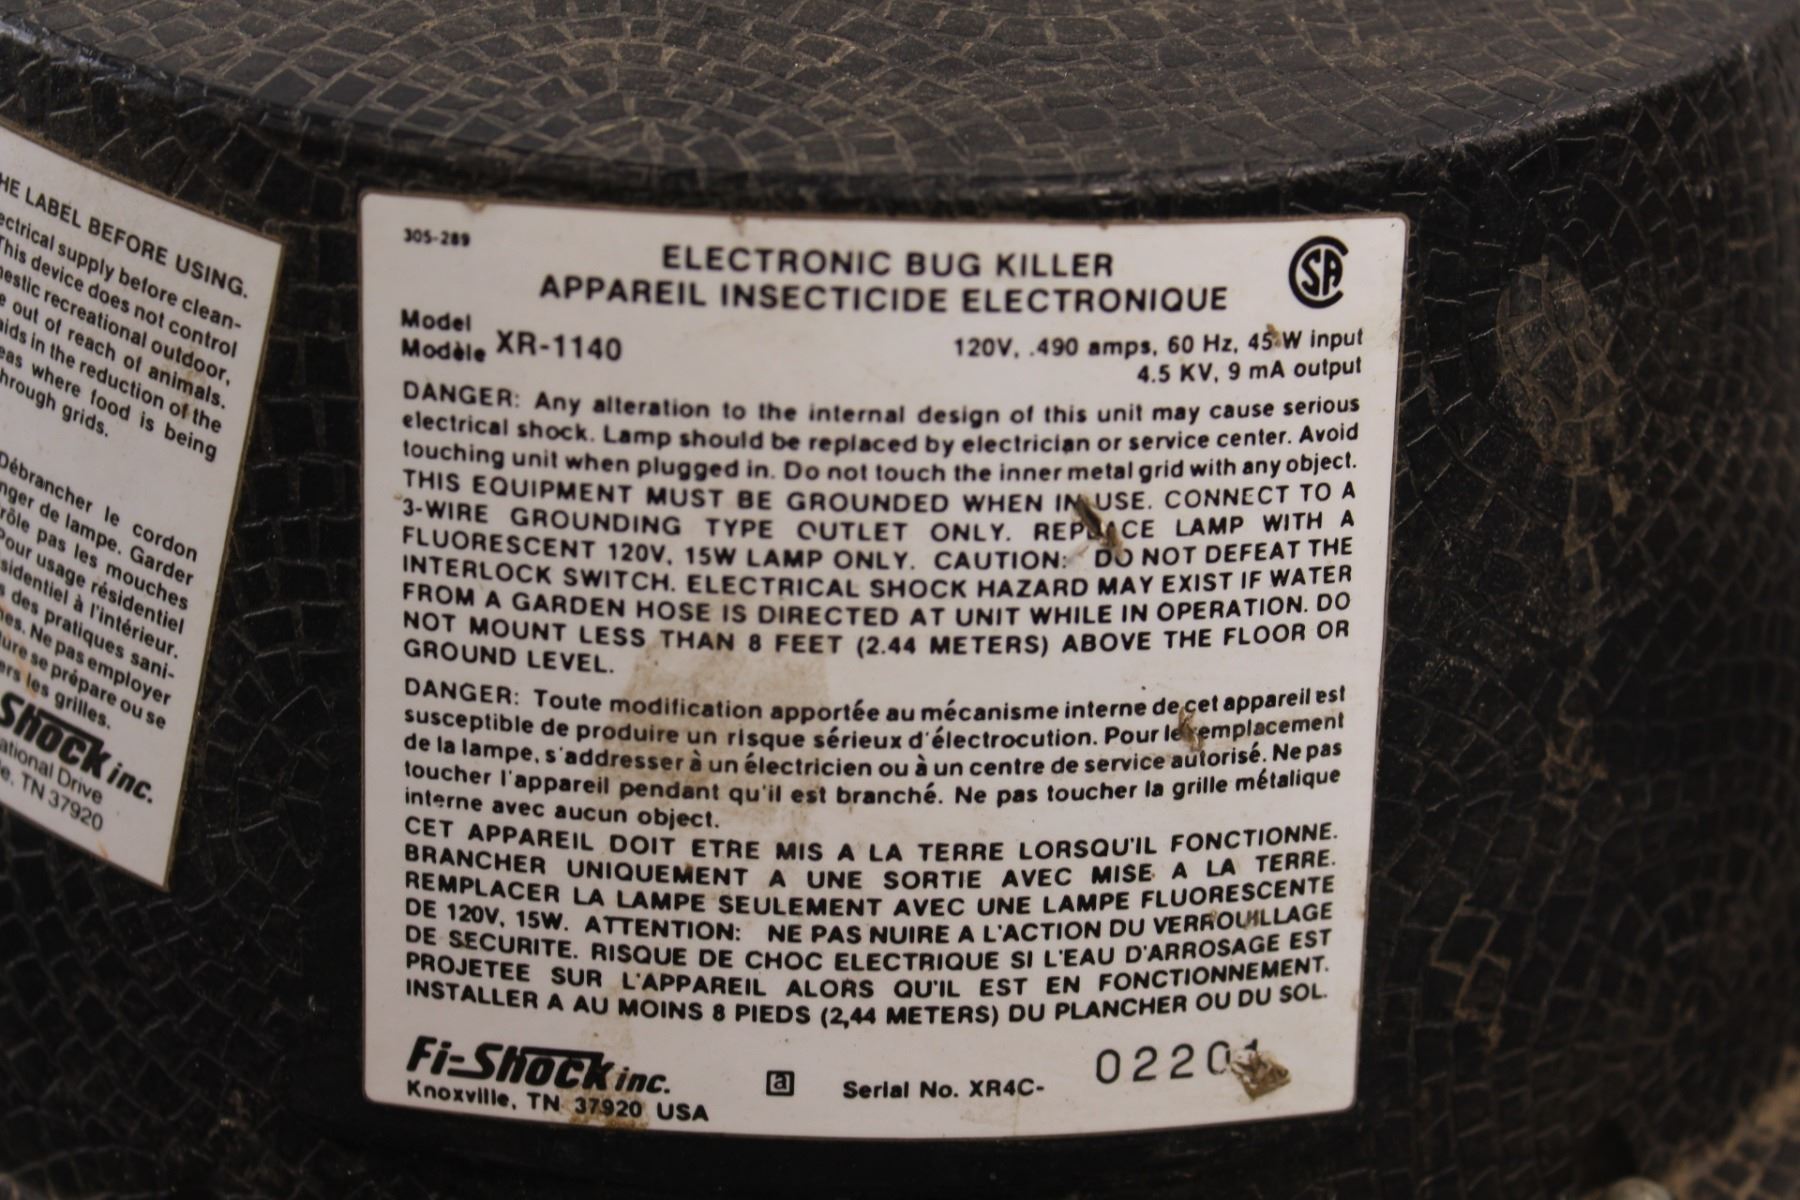 HE LABEL BEFORE USING.
ectrical supply before clean-
This device does not control
mestic recreational outdoor,
e out of reach of animals.
aids in the reduction of the
eas where food is being
hrough grids.
Débrancher le cordon
nger de lampe. Garder
rôle pas les mouches
Pour usage résidentiel
sidentiel à l'intérieur.
s des pratiques sani-
es. Ne pas employer
ure se prépare ou se
ers les grilles.
Shock inc.
ational Drive
e. TN 37920
305-289
ELECTRONIC BUG KILLER
APPAREIL INSECTICIDE ELECTRONIQUE
Model
Modèle XR-1140
120V, .490 amps, 60 Hz, 45 W input
4.5 KV, 9 mA output
DANGER: Any alteration to the internal design of this unit may cause serious
electrical shock. Lamp should be replaced by electrician or service center. Avoid
touching unit when plugged in. Do not touch the inner metal grid with any object.
THIS EQUIPMENT MUST BE GROUNDED WHEN IN USE. CONNECT TO A
3-WIRE GROUNDING TYPE OUTLET ONLY. REPLACE LAMP WITH A
FLUORESCENT 120V, 15W LAMP ONLY. CAUTION: DO NOT DEFEAT THE
INTERLOCK SWITCH. ELECTRICAL SHOCK HAZARD MAY EXIST IF WATER
FROM A GARDEN HOSE IS DIRECTED AT UNIT WHILE IN OPERATION. DO
NOT MOUNT LESS THAN 8 FEET (2.44 METERS) ABOVE THE FLOOR OR
GROUND LEVEL.
DANGER: Toute modification apportée au mécanisme interne de cet appareil est
susceptible de produire un risque sérieux d'électrocution. Pour le remplacement
de la lampe, s'addresser à un électricien ou à un centre de service autorisé. Ne pas
toucher l'appareil pendant qu'il est branché. Ne pas toucher la grille métalique
interne avec aucun object.
CET APPAREIL DOIT ETRE MIS A LA TERRE LORSQU'IL FONCTIONNE.
BRANCHER UNIQUEMENT A UNE SORTIE AVEC MISE A LA TERRE.
REMPLACER LA LAMPE SEULEMENT AVEC UNE LAMPE FLUORESCENTE
DE 120V, 15W. ATTENTION: NE PAS NUIRE A L'ACTION DU VERROUILLAGE
DE SECURITE. RISQUE DE CHOC ELECTRIQUE SI L'EAU D'ARROSAGE EST
PROJETEE SUR L'APPAREIL ALORS QU'IL EST EN FONCTIONNEMENT.
INSTALLER A AU MOINS 8 PIEDS (2,44 METERS) DU PLANCHER OU DU SOL.
Fi-Shock inc.
Knoxville, TN 37920 USA
a
Serial No. XR4C- 02201